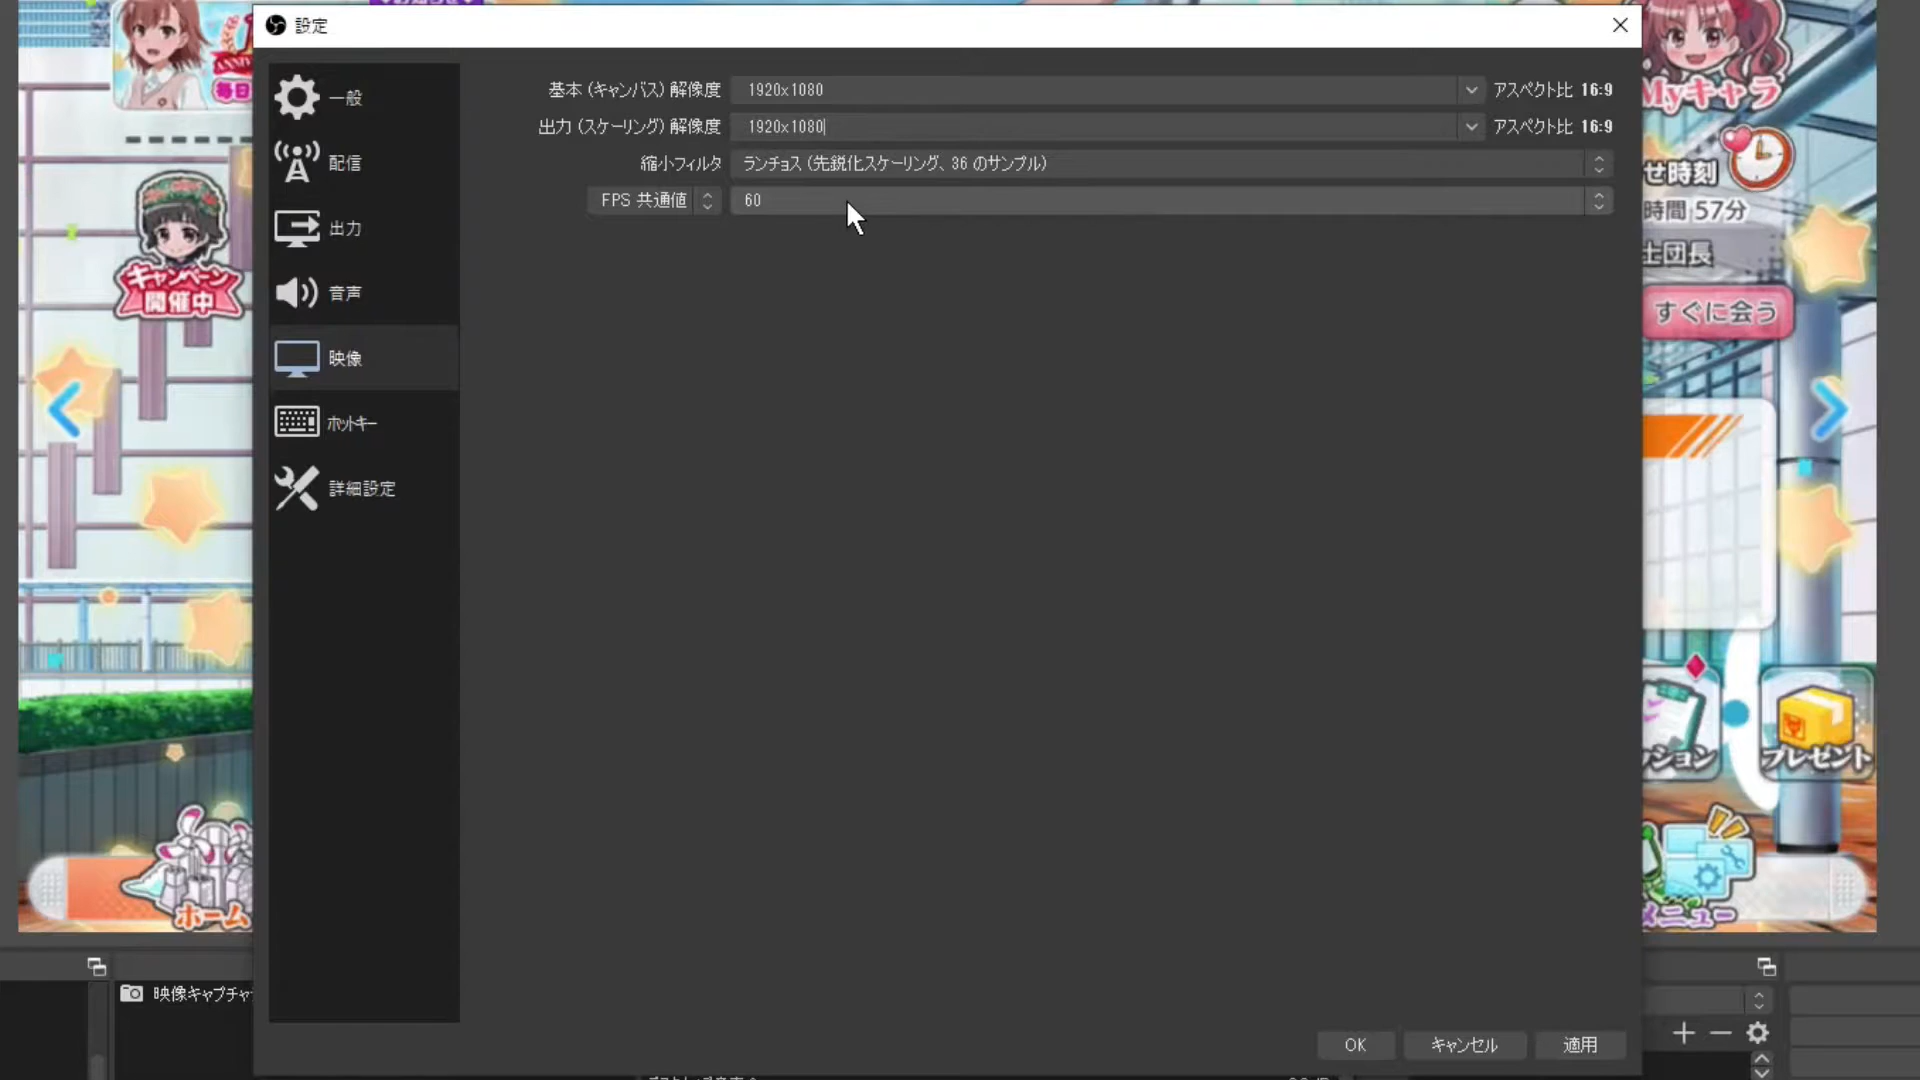 設定
毎日
キャンペーン
開催中
ホーム
映像キャプチャ
一般
配信
出力
音声
映像
ホットキー
詳細設定
基本 (キャンバス) 解像度 1920x1080 アスペクト比 16:9
出力 (スケーリング) 解像度 1920x1080 アスペクト比 16:9
縮小フィルタ ランチョス (先鋭化スケーリング、36 のサンプル)
FPS 共通値 60
OK キャンセル 適用
Myキャラ
せ時刻
時間 57分
士団長
すぐに会う
ション
プレゼント
メニュー